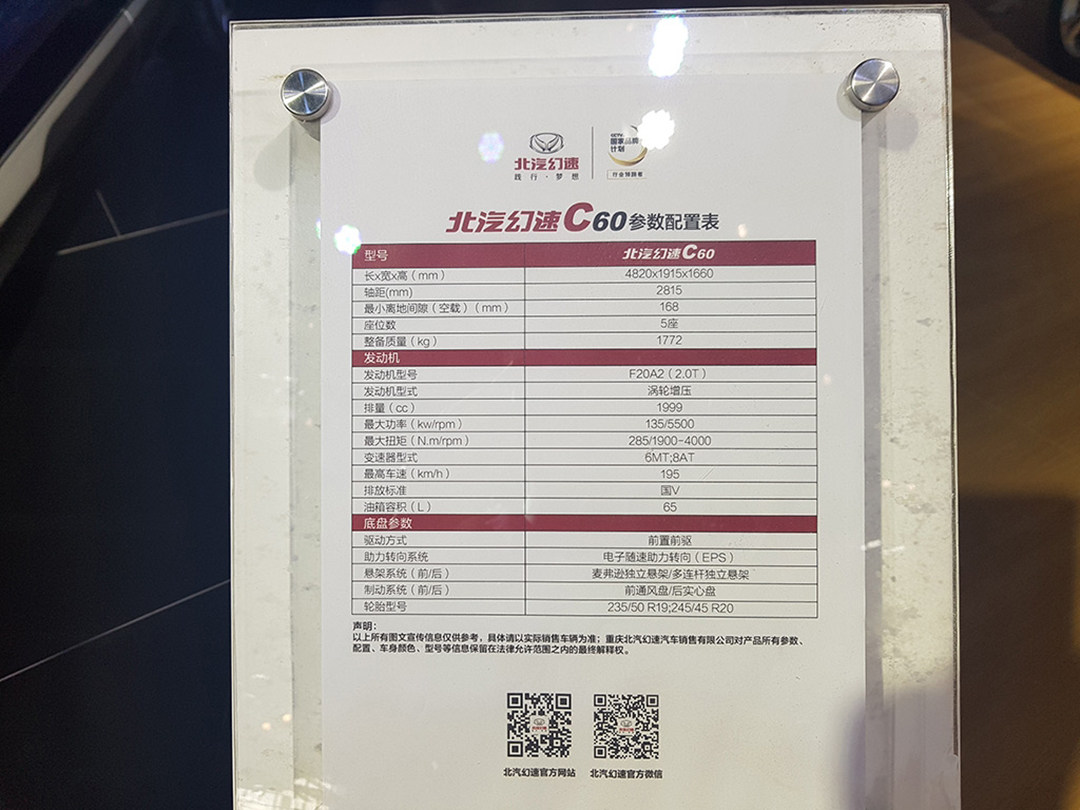 北汽幻速
践行·梦想
CCTV
国家品牌
计划
行业预选者
北汽幻速C60参数配置表
型号 北汽幻速C60
长x宽x高（mm） 4820x1915x1660
轴距(mm) 2815
最小离地间隙（空载）（mm） 168
座位数 5座
整备质量（kg） 1772
发动机
发动机型号 F20A2（2.0T）
发动机型式 涡轮增压
排量（cc） 1999
最大功率（kw/rpm） 135/5500
最大扭矩（N.m/rpm） 285/1900-4000
变速器型式 6MT;8AT
最高车速（km/h） 195
排放标准 国V
油箱容积（L） 65
底盘参数
驱动方式 前置前驱
助力转向系统 电子随速助力转向（EPS）
悬架系统（前/后） 麦弗逊独立悬架/多连杆独立悬架
制动系统（前/后） 前通风盘/后实心盘
轮胎型号 235/50 R19;245/45 R20
声明：
以上所有图文宣传信息仅供参考，具体请以实际销售车辆为准；重庆北汽幻速汽车销售有限公司对产品所有参数、
配置、车身颜色、型号等信息保留在法律允许范围之内的最终解释权。
北汽幻速官方网站 北汽幻速官方微信